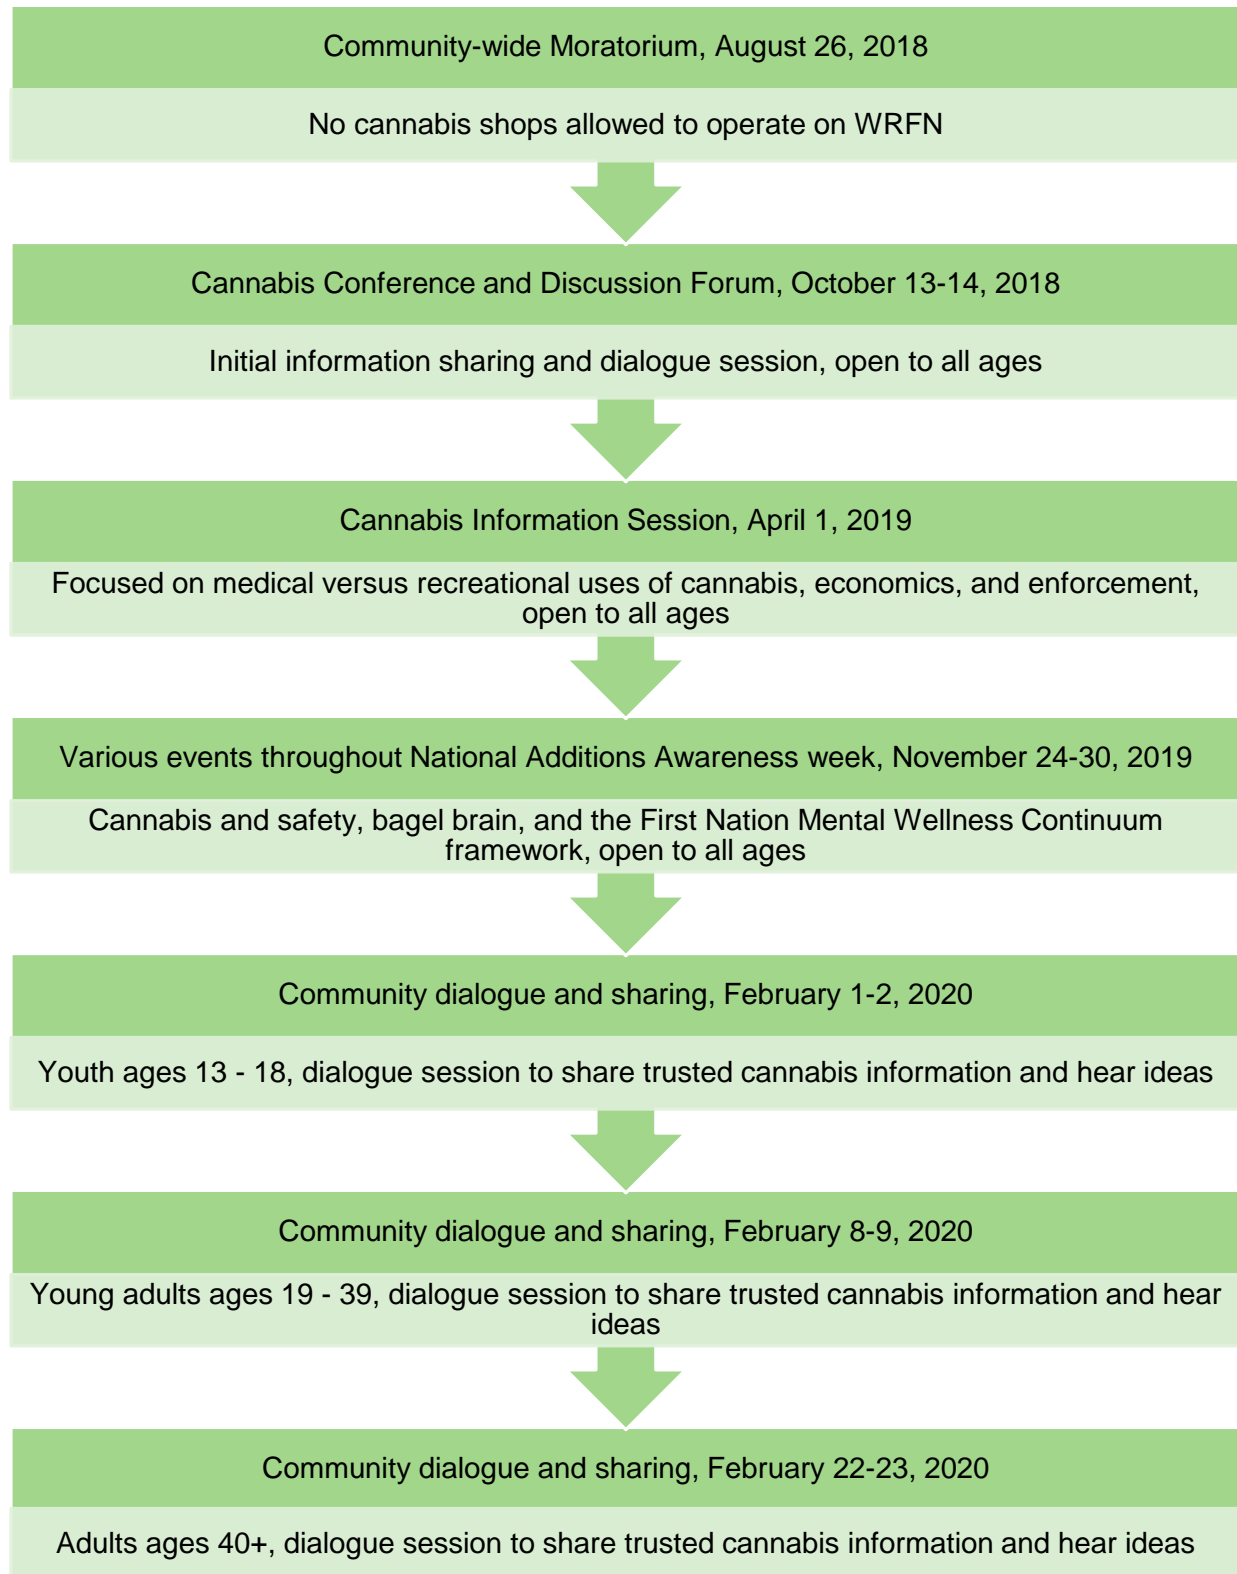 Community-wide Moratorium, August 26, 2018
No cannabis shops allowed to operate on WRFN
Cannabis Conference and Discussion Forum, October 13-14, 2018
Initial information sharing and dialogue session, open to all ages
Cannabis Information Session, April 1, 2019
Focused on medical versus recreational uses of cannabis, economics, and enforcement,
open to all ages
Various events throughout National Additions Awareness week, November 24-30, 2019
Cannabis and safety, bagel brain, and the First Nation Mental Wellness Continuum
framework, open to all ages
Community dialogue and sharing, February 1-2, 2020
Youth ages 13 - 18, dialogue session to share trusted cannabis information and hear ideas
Community dialogue and sharing, February 8-9, 2020
Young adults ages 19 - 39, dialogue session to share trusted cannabis information and hear
ideas
Community dialogue and sharing, February 22-23, 2020
Adults ages 40+, dialogue session to share trusted cannabis information and hear ideas